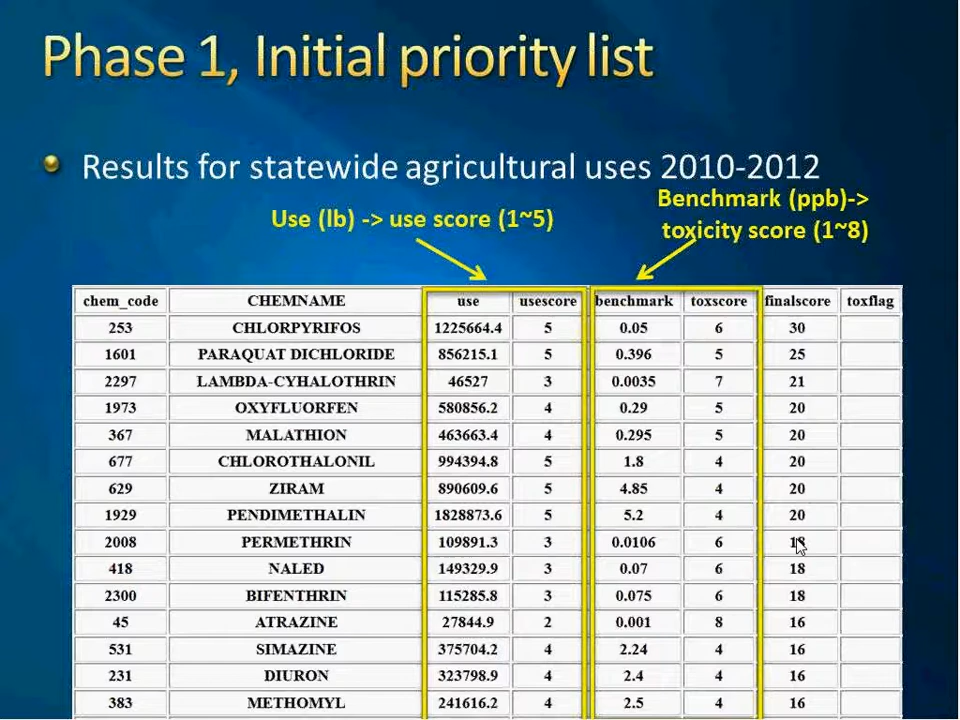 Phase 1, Initial priority list
Results for statewide agricultural uses 2010-2012
Use (lb) -> use score (1~5)
Benchmark (ppb)->
toxicity score (1~8)
chem_code CHEMNAME use usescore benchmark toxscore finalscore toxflag
253 CHLORPYRIFOS 1225664.4 5 0.05 6 30
1601 PARAQUAT DICHLORIDE 856215.1 5 0.396 5 25
2297 LAMBDA-CYHALOTHRIN 46527 3 0.0035 7 21
1973 OXYFLUORFEN 580856.2 4 0.29 5 20
367 MALATHION 463663.4 4 0.295 5 20
677 CHLOROTHALONIL 994394.8 5 1.8 4 20
629 ZIRAM 890609.6 5 4.85 4 20
1929 PENDIMETHALIN 1828873.6 5 5.2 4 20
2008 PERMETHRIN 109891.3 3 0.0106 6 18
418 NALED 149329.9 3 0.07 6 18
2300 BIFENTHRIN 115285.8 3 0.075 6 18
45 ATRAZINE 27844.9 2 0.001 8 16
531 SIMAZINE 375704.2 4 2.24 4 16
231 DIURON 323798.9 4 2.4 4 16
383 METHOMYL 241616.2 4 2.5 4 16